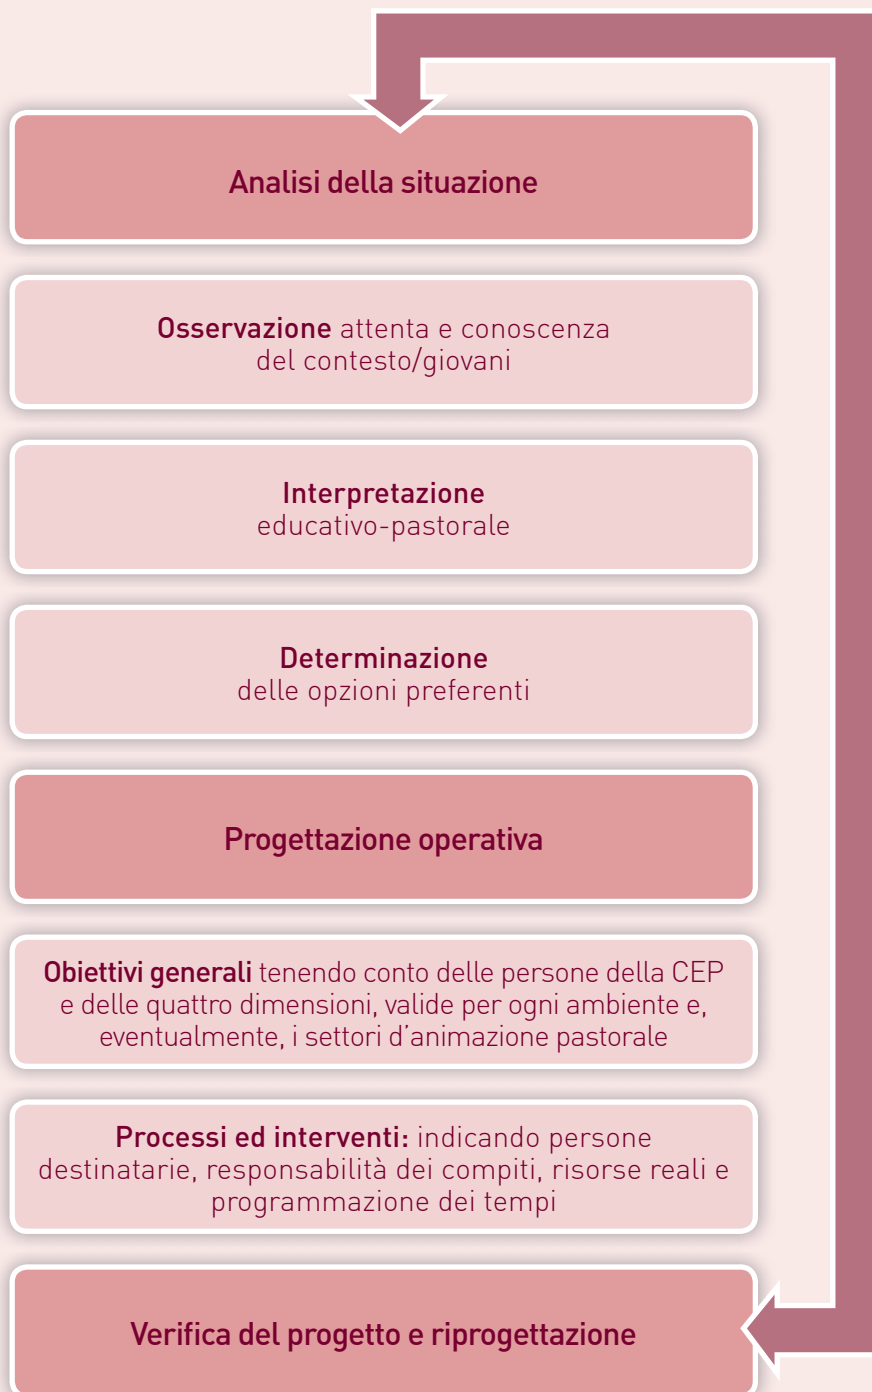 Analisi della situazione
Osservazione attenta e conoscenza
del contesto/giovani
Interpretazione
educativo-pastorale
Determinazione
delle opzioni preferenti
Progettazione operativa
Obiettivi generali tenendo conto delle persone della CEP
e delle quattro dimensioni, valide per ogni ambiente e,
eventualmente, i settori d’animazione pastorale
Processi ed interventi: indicando persone
destinatarie, responsabilità dei compiti, risorse reali e
programmazione dei tempi
Verifica del progetto e riprogettazione